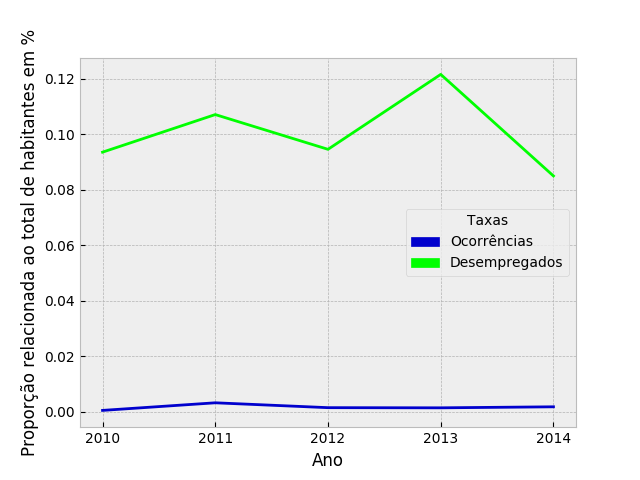 Proporção relacionada ao total de habitantes em %
0.12
0.10
0.08
0.06
0.04
0.02
0.00
Taxas
Ocorrências
Desempregados
2010 2011 2012 2013 2014
Ano